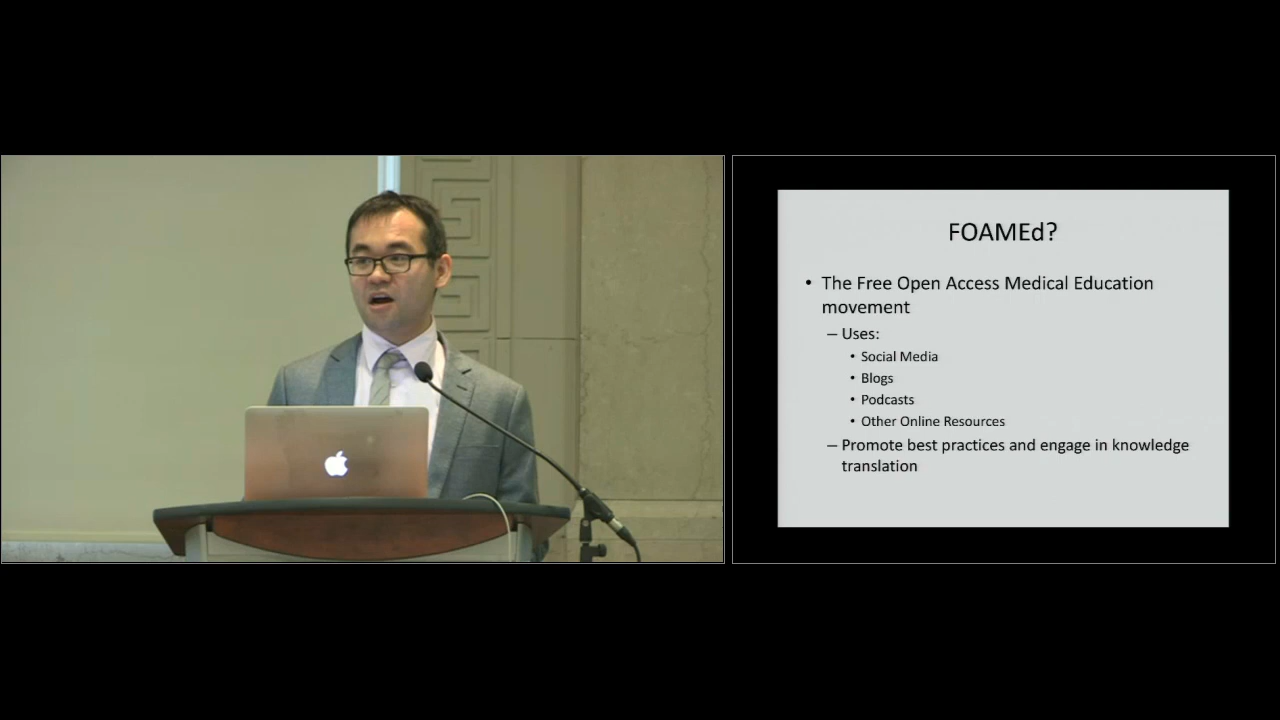 FOAMEd?
• The Free Open Access Medical Education
movement
– Uses:
• Social Media
• Blogs
• Podcasts
• Other Online Resources
– Promote best practices and engage in knowledge
translation